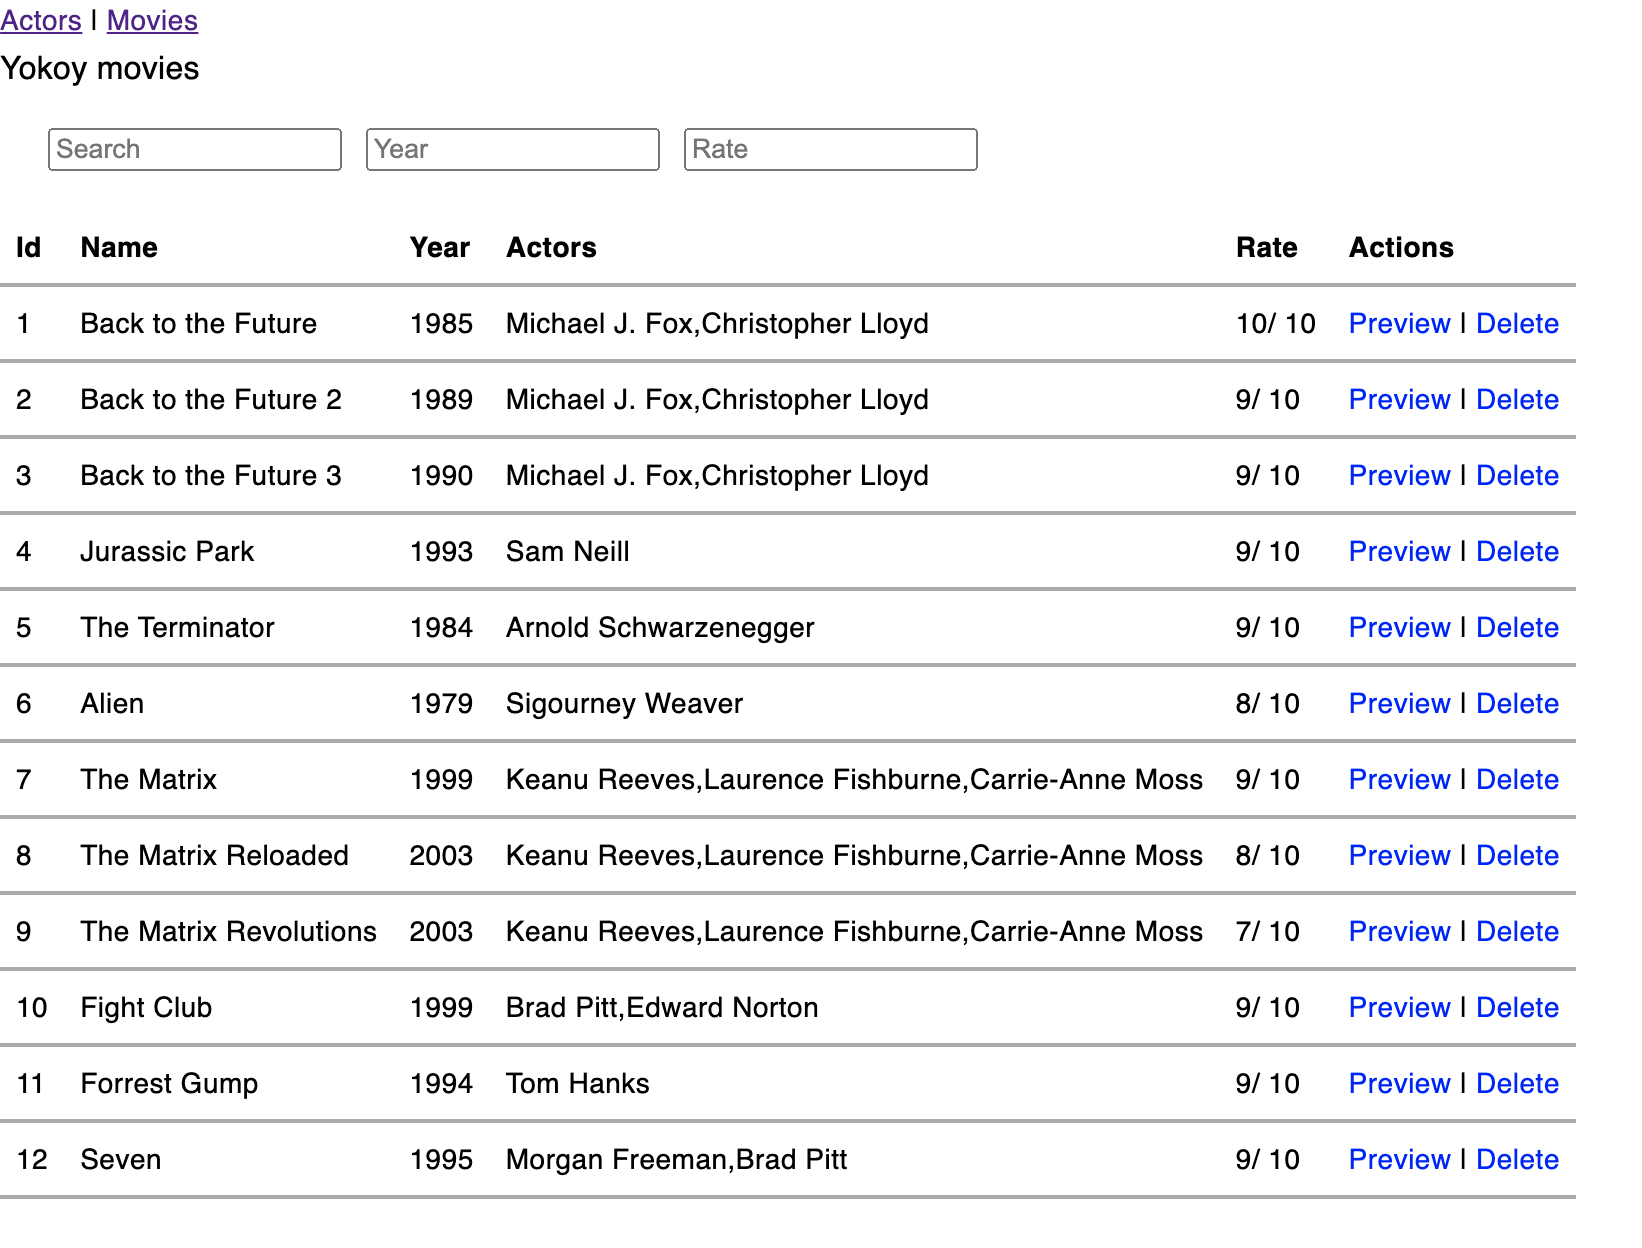 Actors | Movies
Yokoy movies
Search Year Rate
Id Name Year Actors Rate Actions
1 Back to the Future 1985 Michael J. Fox,Christopher Lloyd 10/ 10 Preview | Delete
2 Back to the Future 2 1989 Michael J. Fox,Christopher Lloyd 9/ 10 Preview | Delete
3 Back to the Future 3 1990 Michael J. Fox,Christopher Lloyd 9/ 10 Preview | Delete
4 Jurassic Park 1993 Sam Neill 9/ 10 Preview | Delete
5 The Terminator 1984 Arnold Schwarzenegger 9/ 10 Preview | Delete
6 Alien 1979 Sigourney Weaver 8/ 10 Preview | Delete
7 The Matrix 1999 Keanu Reeves,Laurence Fishburne,Carrie-Anne Moss 9/ 10 Preview | Delete
8 The Matrix Reloaded 2003 Keanu Reeves,Laurence Fishburne,Carrie-Anne Moss 8/ 10 Preview | Delete
9 The Matrix Revolutions 2003 Keanu Reeves,Laurence Fishburne,Carrie-Anne Moss 7/ 10 Preview | Delete
10 Fight Club 1999 Brad Pitt,Edward Norton 9/ 10 Preview | Delete
11 Forrest Gump 1994 Tom Hanks 9/ 10 Preview | Delete
12 Seven 1995 Morgan Freeman,Brad Pitt 9/ 10 Preview | Delete